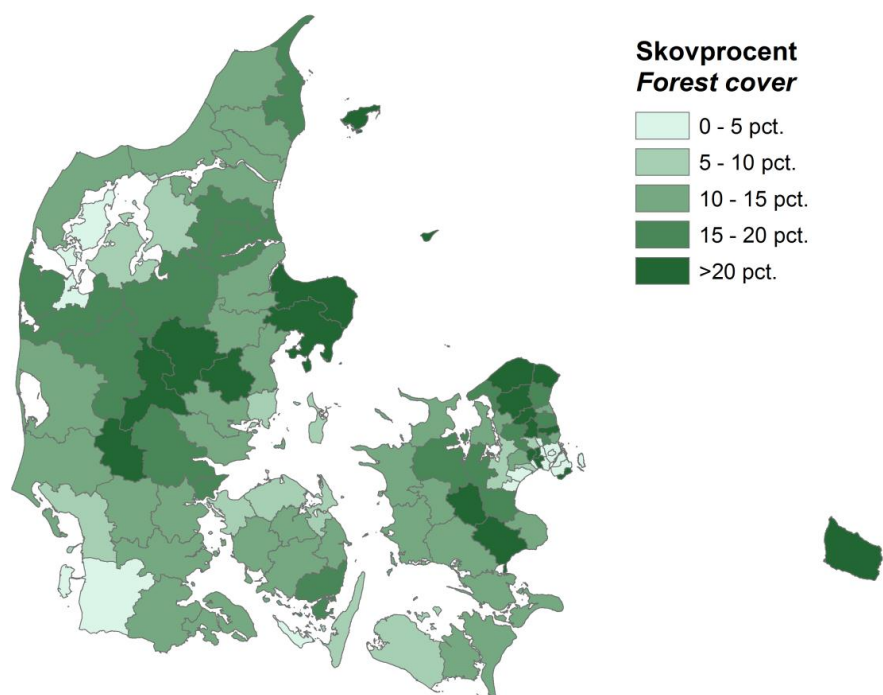 Skovprocent
Forest cover
0 - 5 pct.
5 - 10 pct.
10 - 15 pct.
15 - 20 pct.
>20 pct.